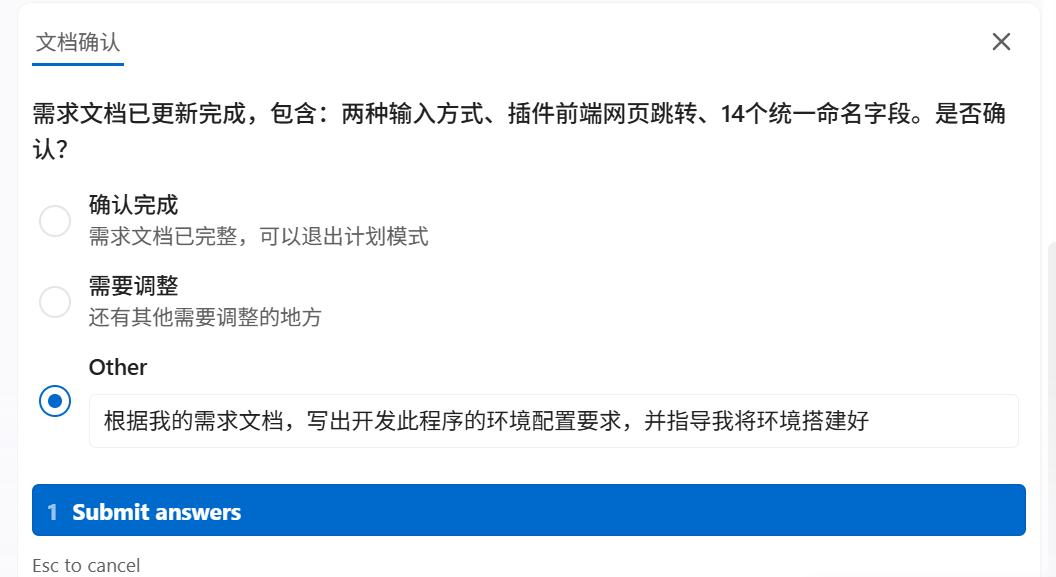 文档确认
需求文档已更新完成，包含：两种输入方式、插件前端网页跳转、14个统一命名字段。是否确
认？
确认完成
需求文档已完整，可以退出计划模式
需要调整
还有其他需要调整的地方
Other
根据我的需求文档，写出开发此程序的环境配置要求，并指导我将环境搭建好
1 Submit answers
Esc to cancel